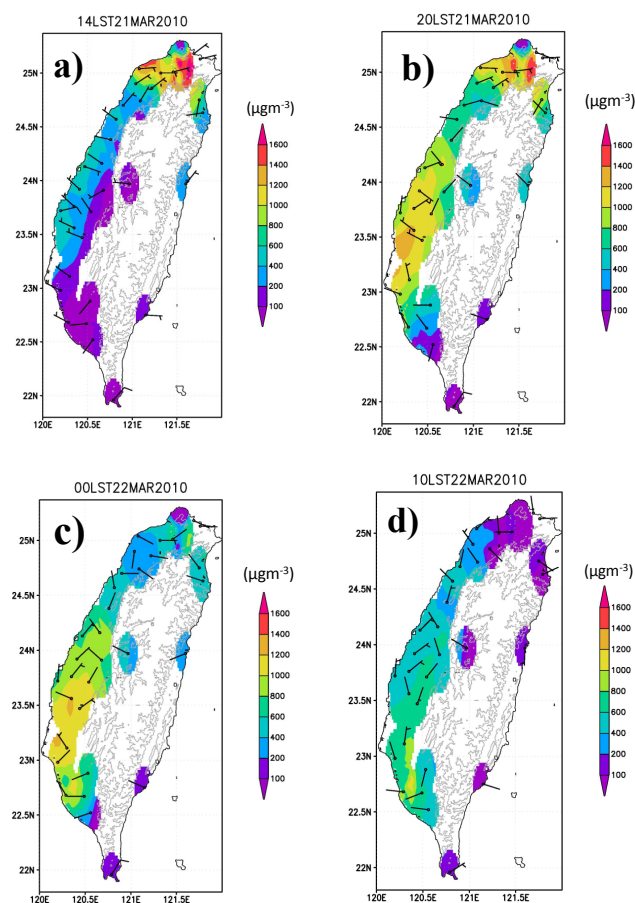 14LST21MAR2010
a)
25N
24.5N
24N
23.5N
23N
22.5N
22N
120E 120.5E 121E 121.5E
(µgm-3)
1600
1400
1200
1000
800
600
400
200
100
20LST21MAR2010
b)
25N
24.5N
24N
23.5N
23N
22.5N
22N
120E 120.5E 121E 121.5E
(µgm-3)
1600
1400
1200
1000
800
600
400
200
100
00LST22MAR2010
c)
25N
24.5N
24N
23.5N
23N
22.5N
22N
120E 120.5E 121E 121.5E
(µgm-3)
1600
1400
1200
1000
800
600
400
200
100
10LST22MAR2010
d)
25N
24.5N
24N
23.5N
23N
22.5N
22N
120E 120.5E 121E 121.5E
(µgm-3)
1600
1400
1200
1000
800
600
400
200
100